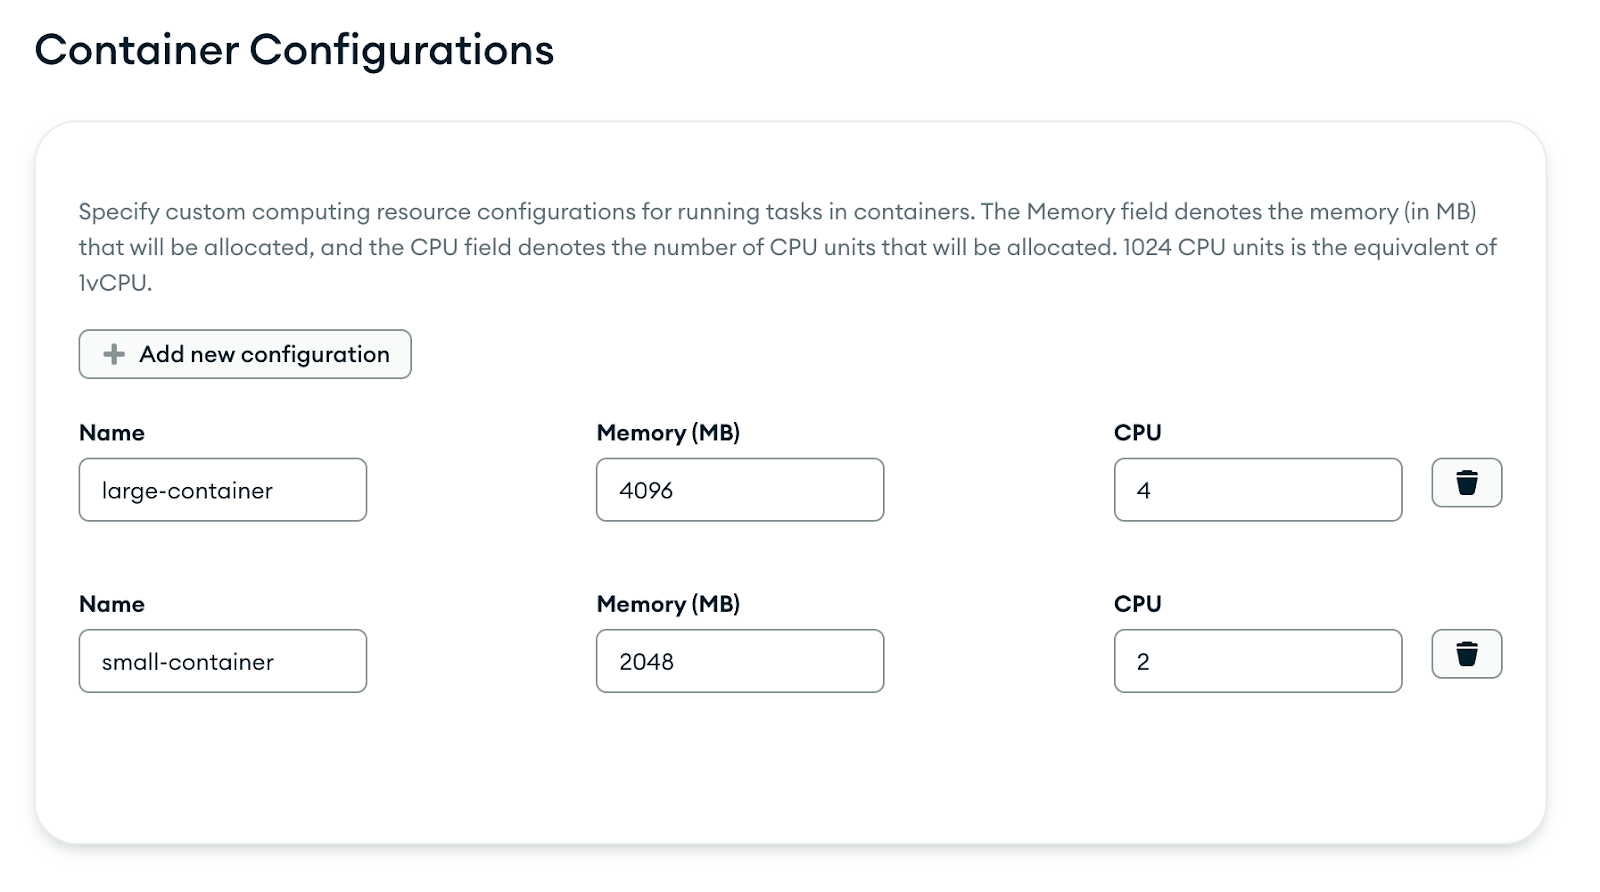 Container Configurations
Specify custom computing resource configurations for running tasks in containers. The Memory field denotes the memory (in MB)
that will be allocated, and the CPU field denotes the number of CPU units that will be allocated. 1024 CPU units is the equivalent of
1vCPU.
Add new configuration
Name Memory (MB) CPU
large-container 4096 4
Name Memory (MB) CPU
small-container 2048 2